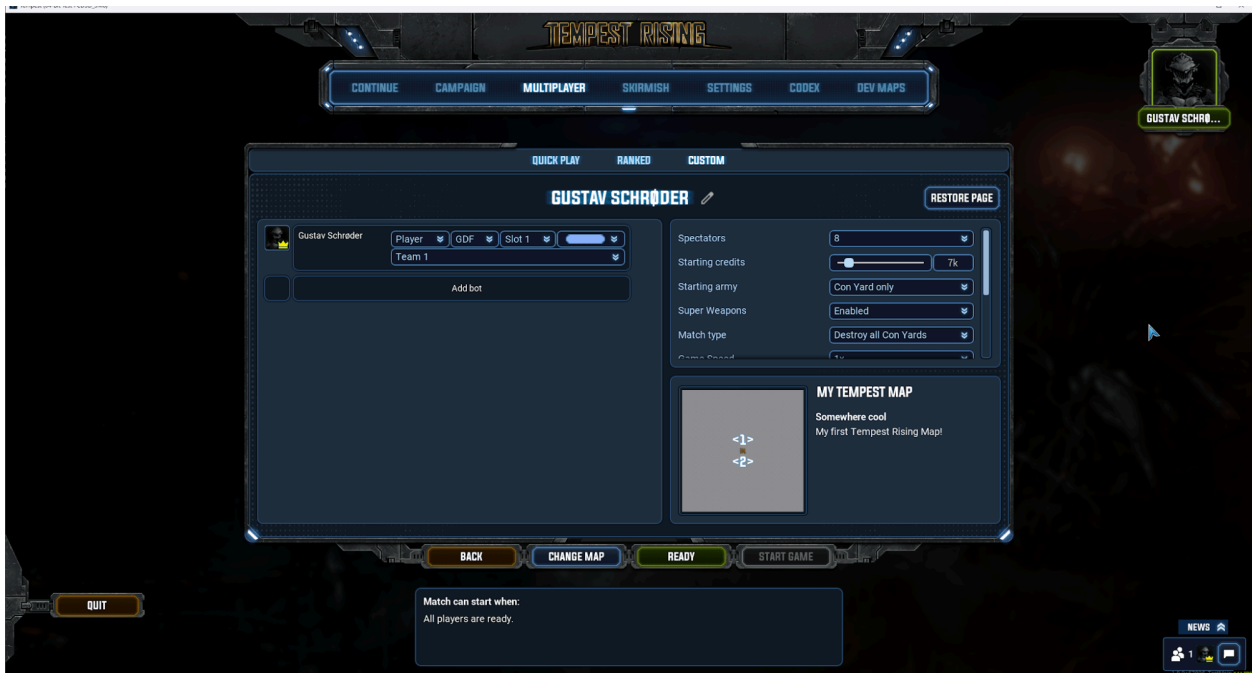 TEMPEST RISING
CONTINUE CAMPAIGN MULTIPLAYER SKIRMISH SETTINGS CODEX DEV MAPS
GUSTAV SCHRØ...
QUICK PLAY RANKED CUSTOM
GUSTAV SCHRØDER
RESTORE PAGE
Gustav Schrøder
Player GDF Slot 1
Team 1
Add bot
Spectators 8
Starting credits 7k
Starting army Con Yard only
Super Weapons Enabled
Match type Destroy all Con Yards
Game Speed 1x
<1>
<2>
MY TEMPEST MAP
Somewhere cool
My first Tempest Rising Map!
BACK CHANGE MAP READY START GAME
QUIT
Match can start when:
All players are ready.
NEWS
1